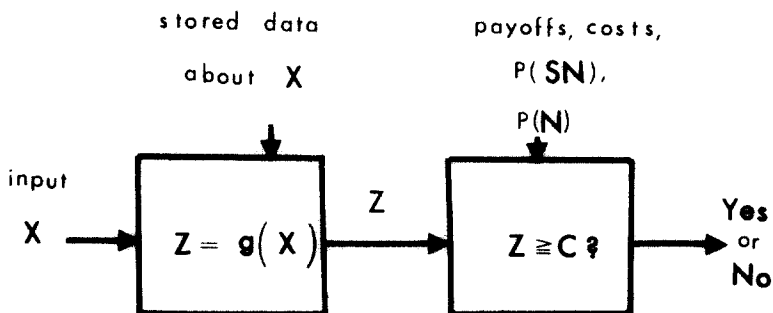 stored data
about X
payoffs, costs,
P(SN),
P(N)
input
X
Z = g(X)
Z
Z ≧ C ?
Yes
or
No